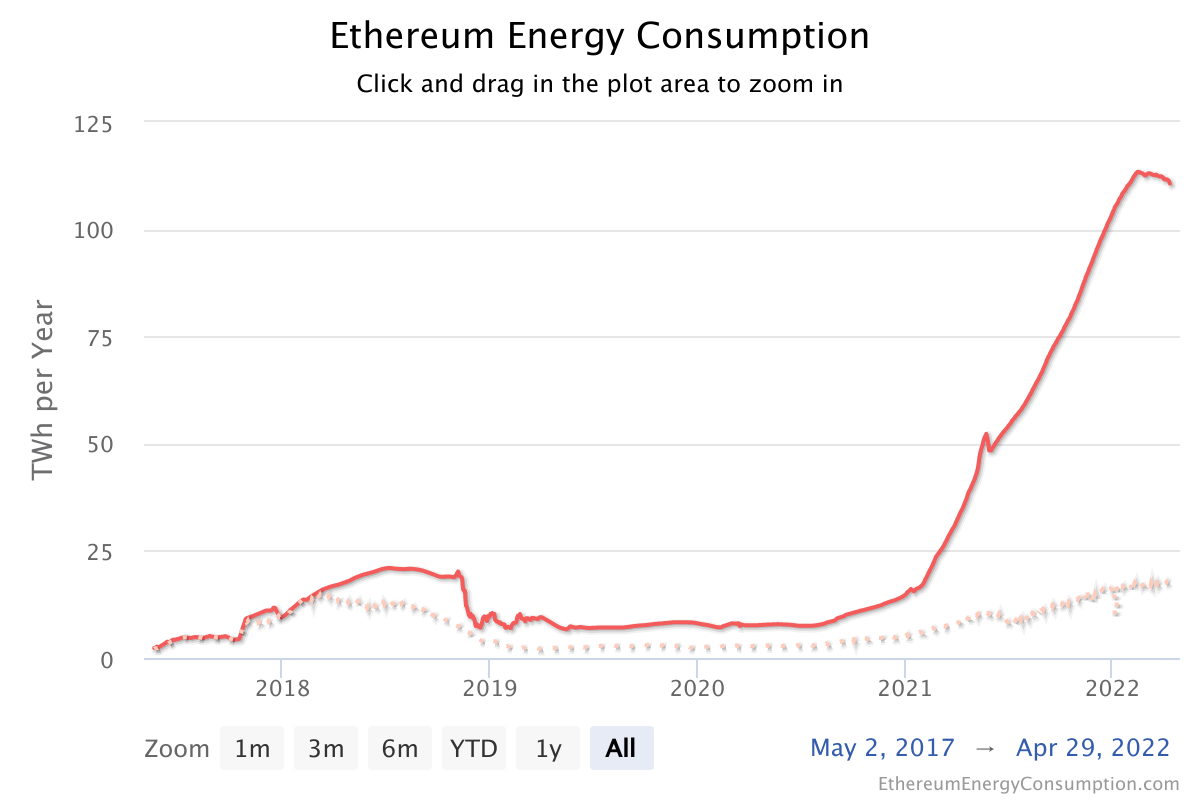 Ethereum Energy Consumption
Click and drag in the plot area to zoom in
125
100
75
50
25
0
TWh per Year
2018 2019 2020 2021 2022
Zoom 1m 3m 6m YTD 1y All May 2, 2017 → Apr 29, 2022
EthereumEnergyConsumption.com